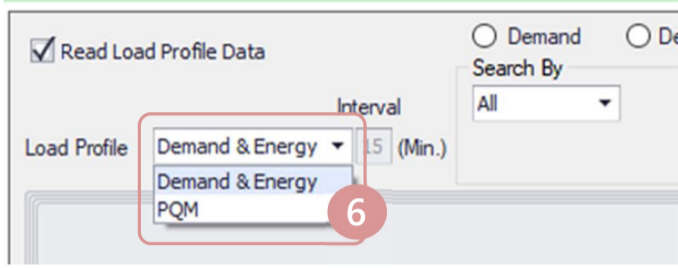 Read Load Profile Data
Demand
De
Search By
All
Interval
Load Profile
Demand & Energy
15
(Min.)
Demand & Energy
PQM
6